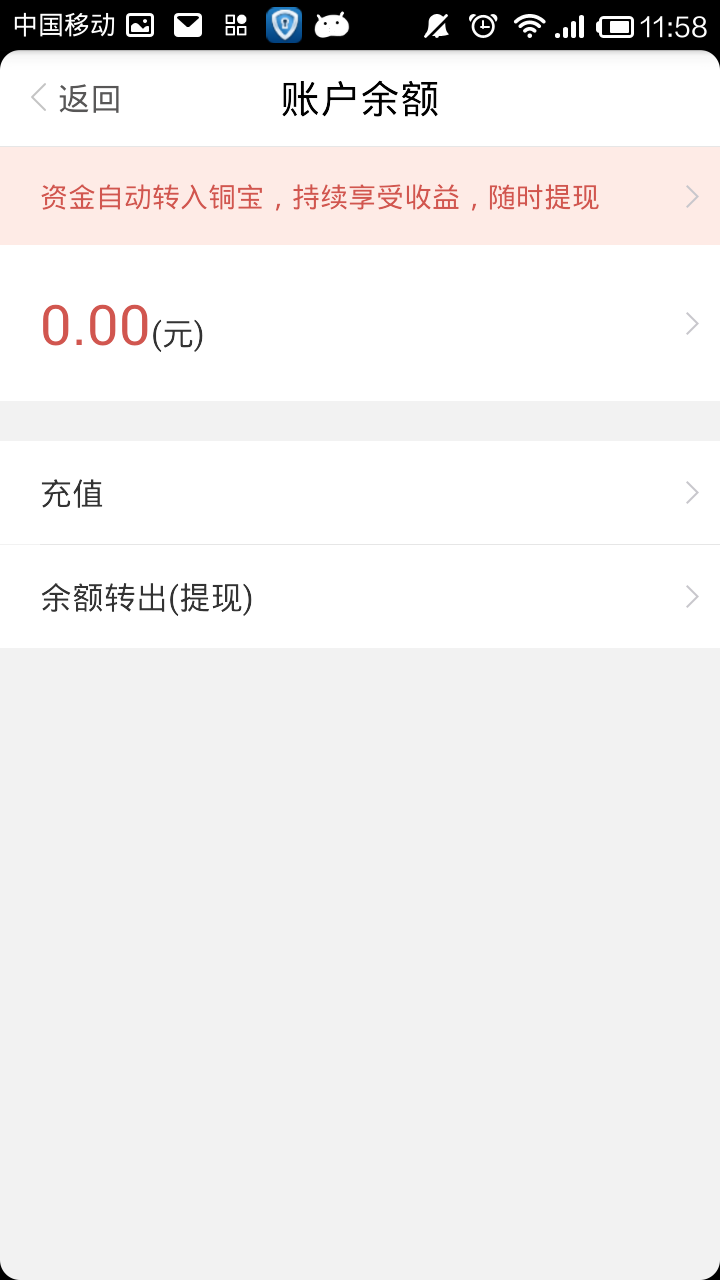 中国移动 11:58
返回 账户余额
资金自动转入铜宝，持续享受收益，随时提现
0.00(元)
充值
余额转出(提现)